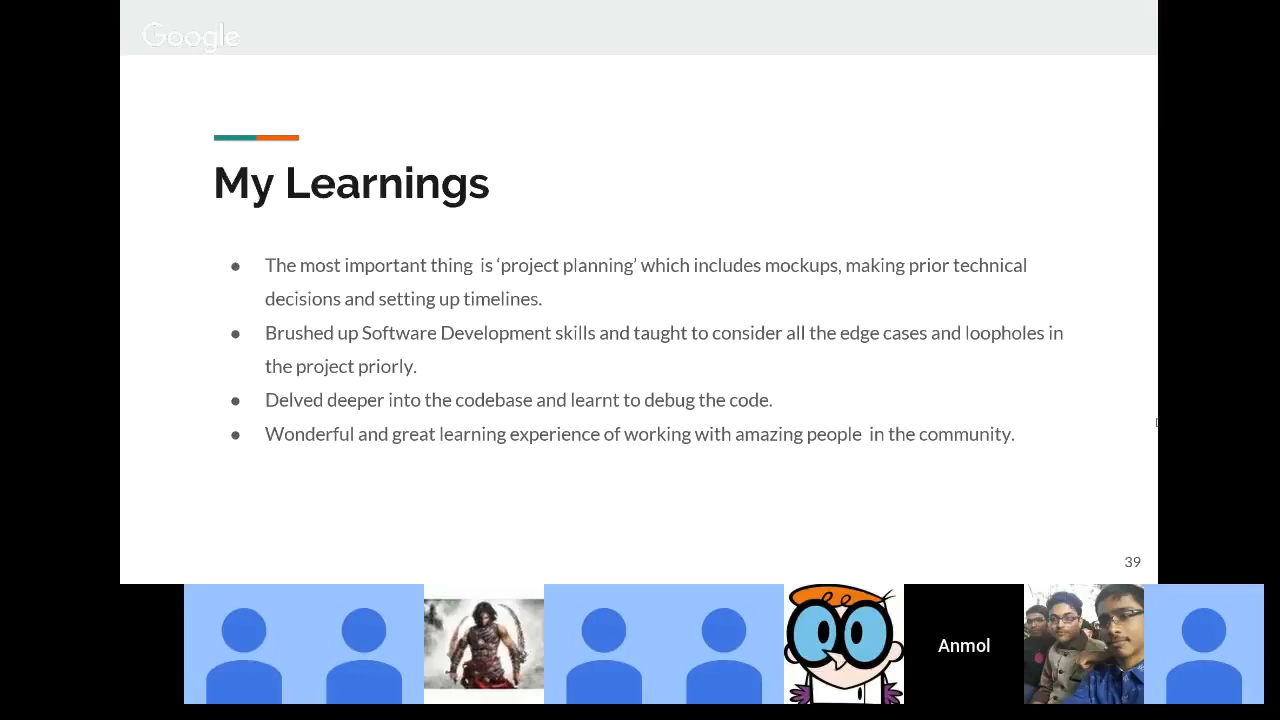 Google
My Learnings
● The most important thing is ‘project planning’ which includes mockups, making prior technical
decisions and setting up timelines.
● Brushed up Software Development skills and taught to consider all the edge cases and loopholes in
the project priorly.
● Delved deeper into the codebase and learnt to debug the code.
● Wonderful and great learning experience of working with amazing people in the community.
39
Anmol